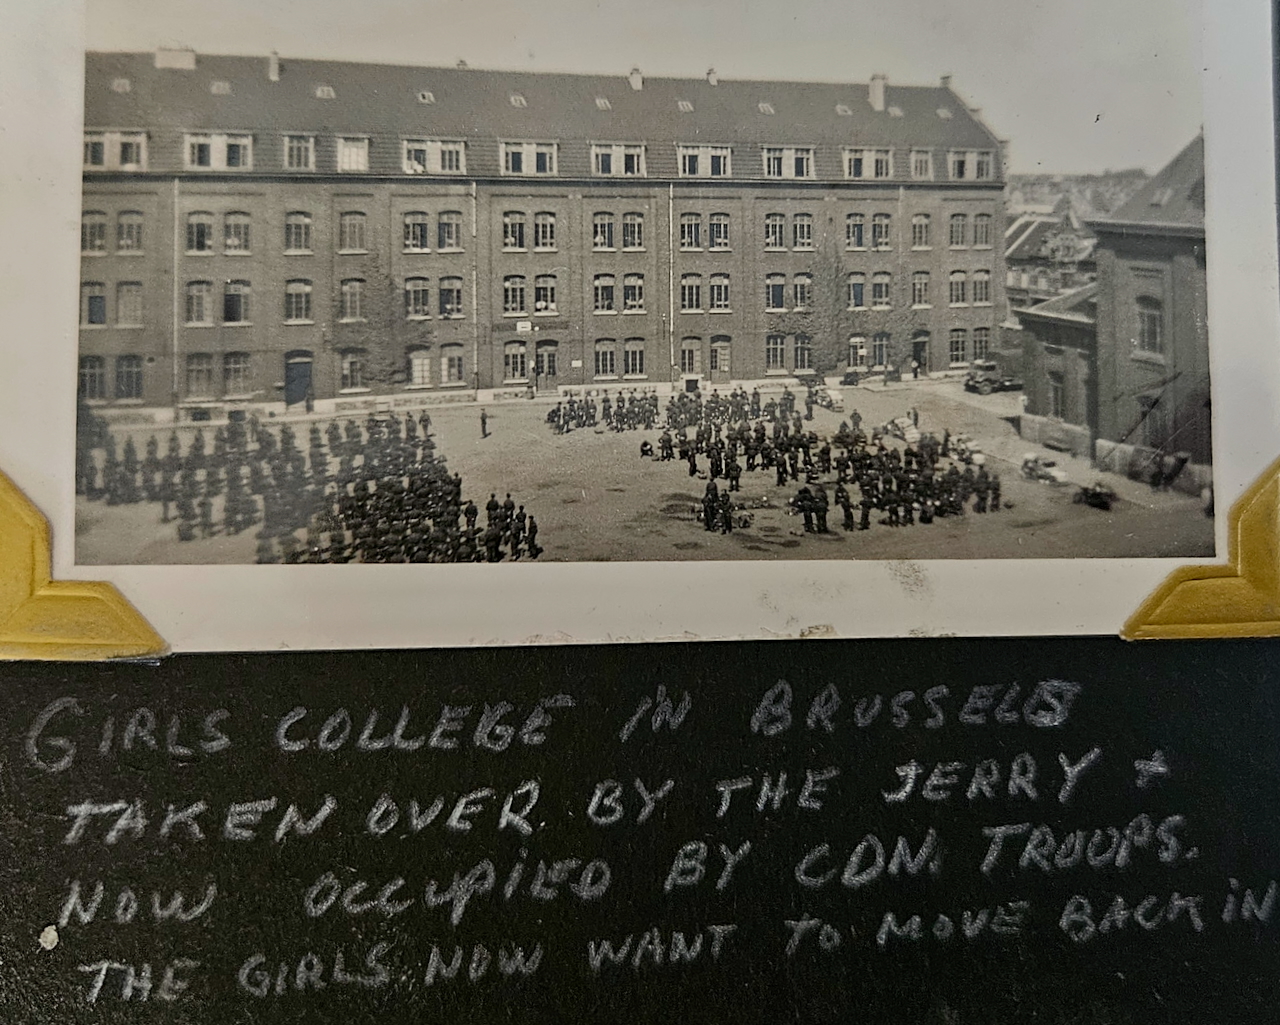 GIRLS COLLEGE IN BRUSSELS
TAKEN OVER BY THE JERRY +
NOW OCCUPIED BY CDN. TROOPS.
THE GIRLS NOW WANT TO MOVE BACK IN